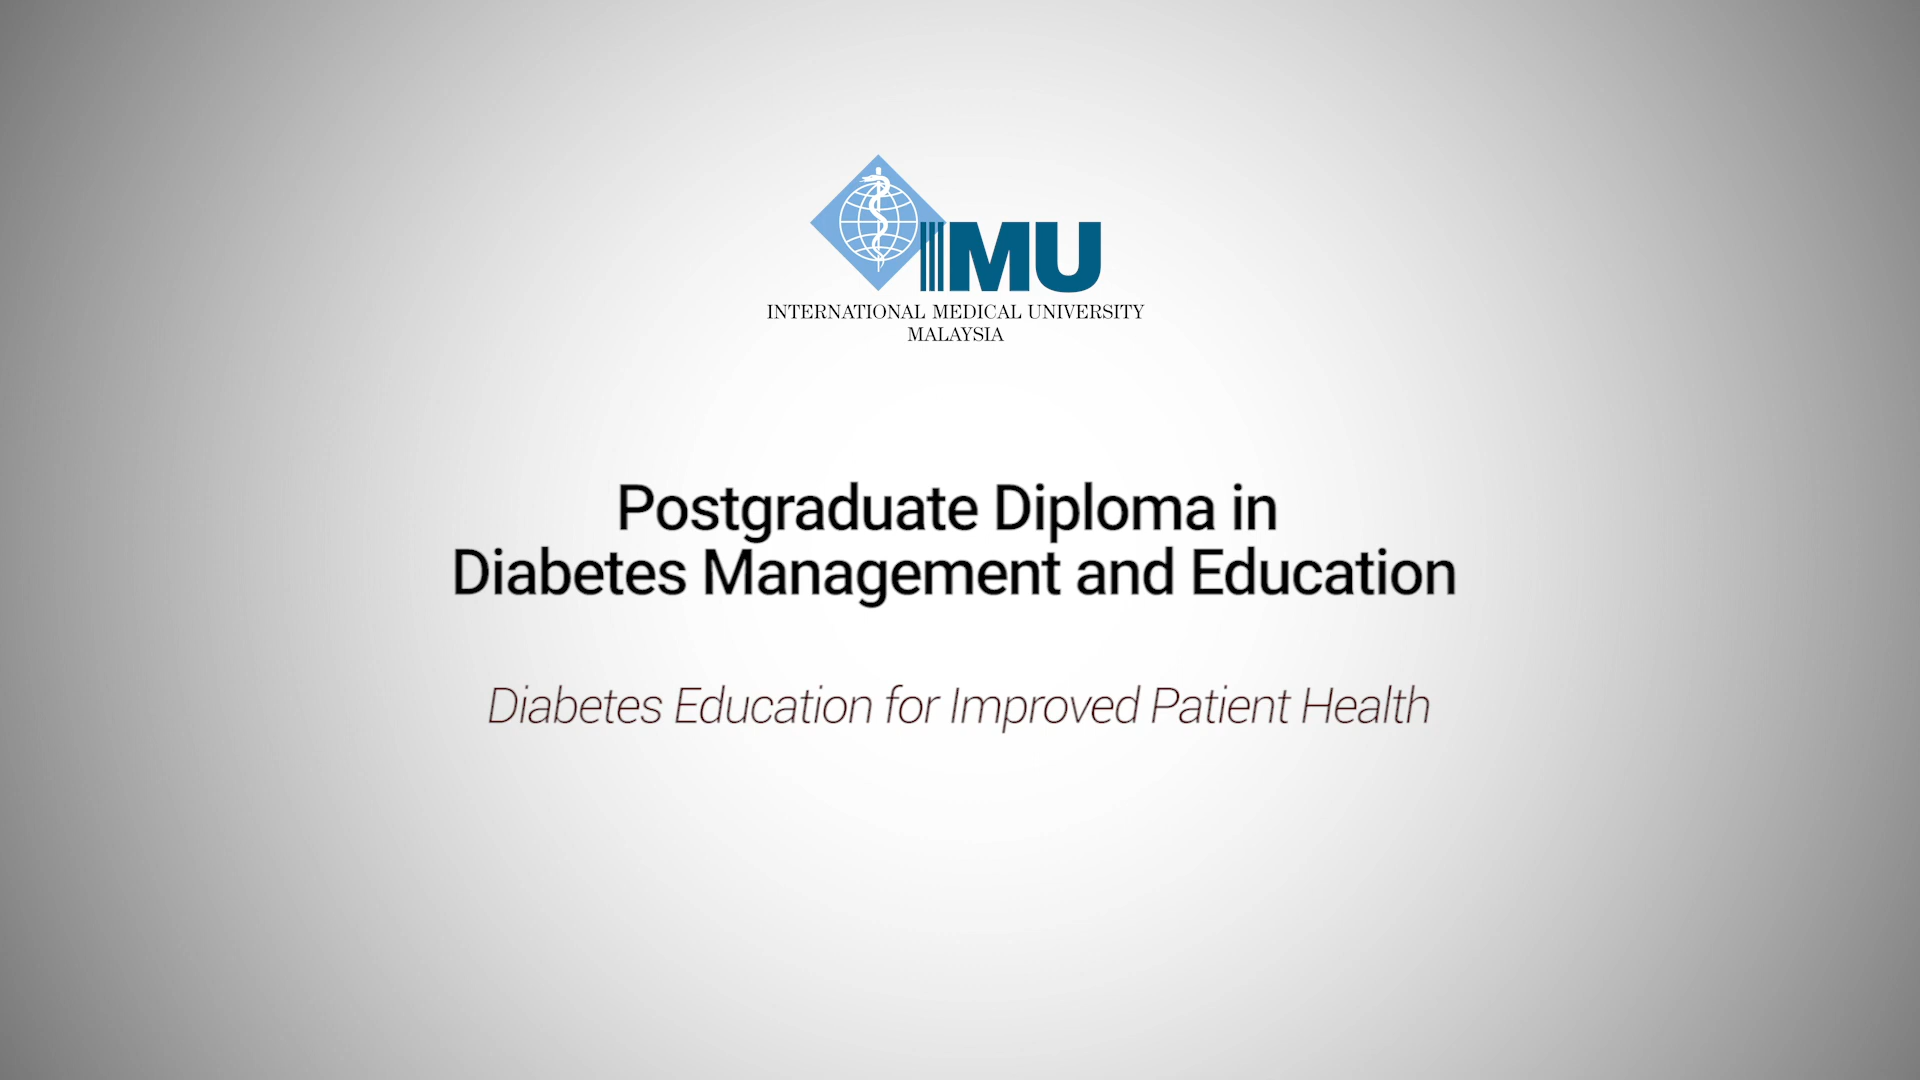 IMU
INTERNATIONAL MEDICAL UNIVERSITY
MALAYSIA
Postgraduate Diploma in
Diabetes Management and Education
Diabetes Education for Improved Patient Health